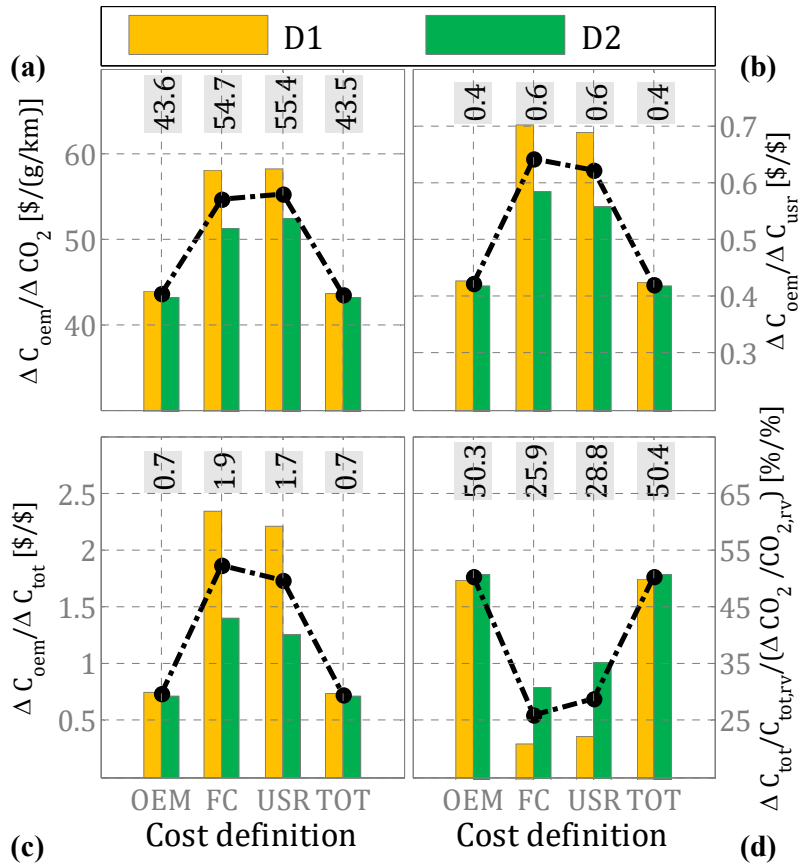 D1 D2
(a)
(b)
43.6 54.7 55.4 43.5
0.4 0.6 0.6 0.4
Δ C_oem/Δ CO_2 [$/(g/km)]
60
50
40
0.7
0.6
0.5
0.4
0.3
Δ C_oem/Δ C_usr [$/$]
0.7 1.9 1.7 0.7
50.3 25.9 28.8 50.4
Δ C_oem/Δ C_tot [$/$]
2.5
2
1.5
1
0.5
65
50
50
35
25
Δ C_tot/C_tot,rv/(Δ CO_2/CO_2,rv) [%/%]
OEM FC USR TOT
OEM FC USR TOT
Cost definition
Cost definition
(c)
(d)